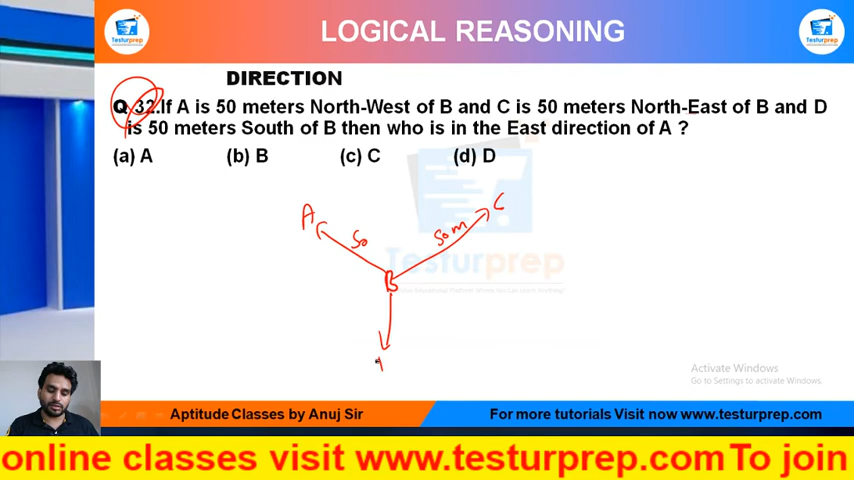 LOGICAL REASONING
Testurprep
Testurprep
DIRECTION
Q 32.If A is 50 meters North-West of B and C is 50 meters North-East of B and D
is 50 meters South of B then who is in the East direction of A ?
(a) A (b) B (c) C (d) D
A
C
50
50 m
Testurprep
B
Activate Windows
Go to Settings to activate Windows.
Aptitude Classes by Anuj Sir
For more tutorials Visit now www.testurprep.com
online classes visit www.testurprep.com To join